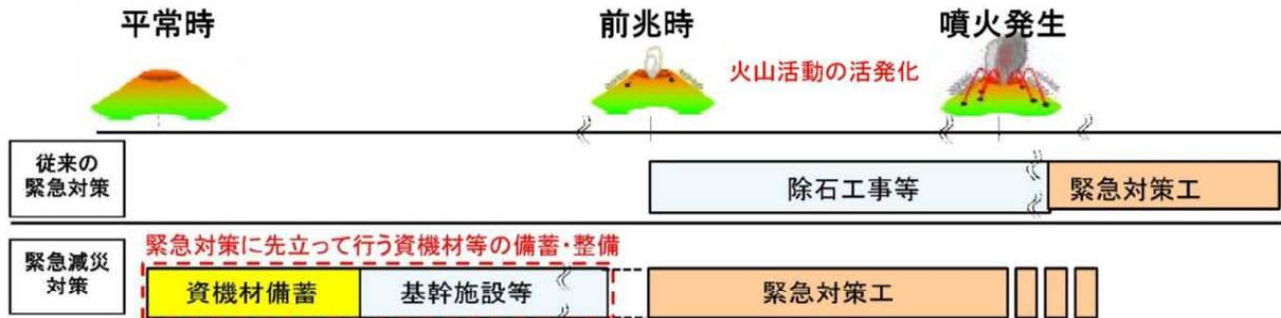 平常時
前兆時
噴火発生
火山活動の活発化
従来の
緊急対策
除石工事等
緊急対策工
緊急減災
対策
緊急対策に先立って行う資機材等の備蓄・整備
資機材備蓄
基幹施設等
緊急対策工